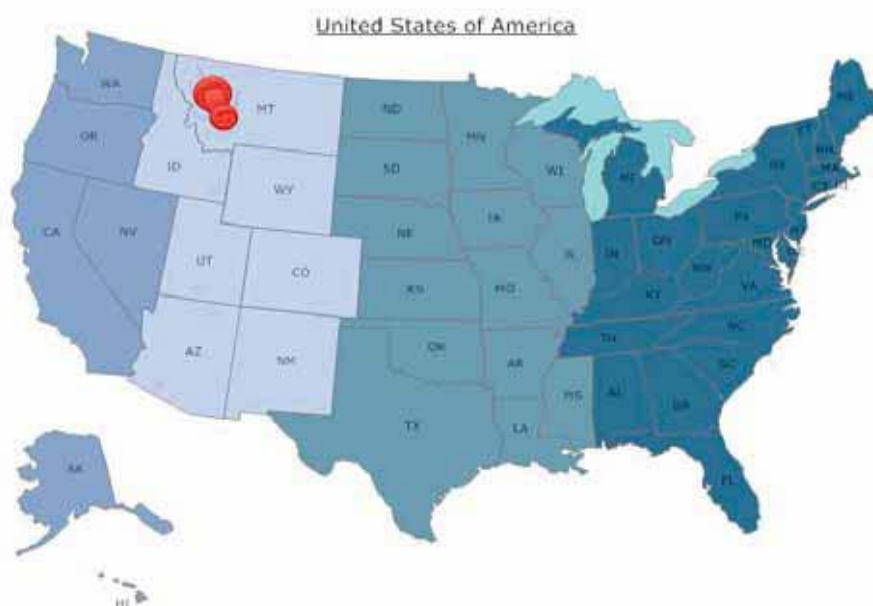 United States of America
WA
MT
ND
MN
OR
ID
SD
WI
MI
WY
ME
VT
NH
NY
MA
CT RI
CA
NV
UT
CO
NE
IA
PA
NJ
IL
IN
OH
MD
KS
MO
WV
VA
KY
AZ
NM
OK
AR
TN
NC
SC
TX
LA
MS
AL
GA
FL
AK
HI